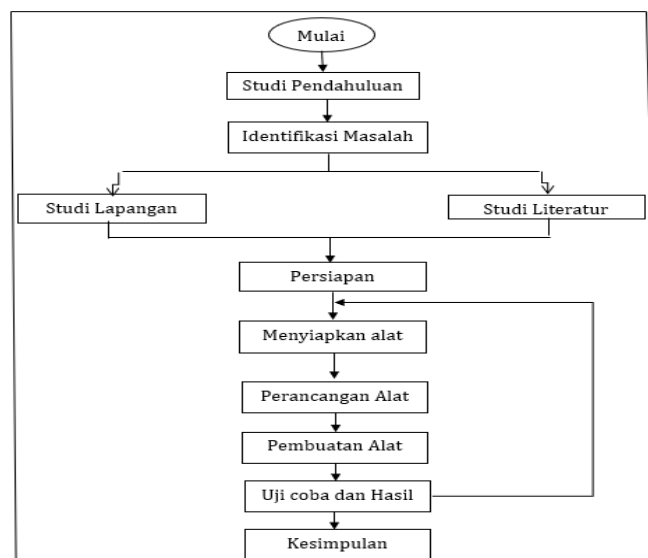 Mulai
Studi Pendahuluan
Identifikasi Masalah
Studi Lapangan
Studi Literatur
Persiapan
Menyiapkan alat
Perancangan Alat
Pembuatan Alat
Uji coba dan Hasil
Kesimpulan